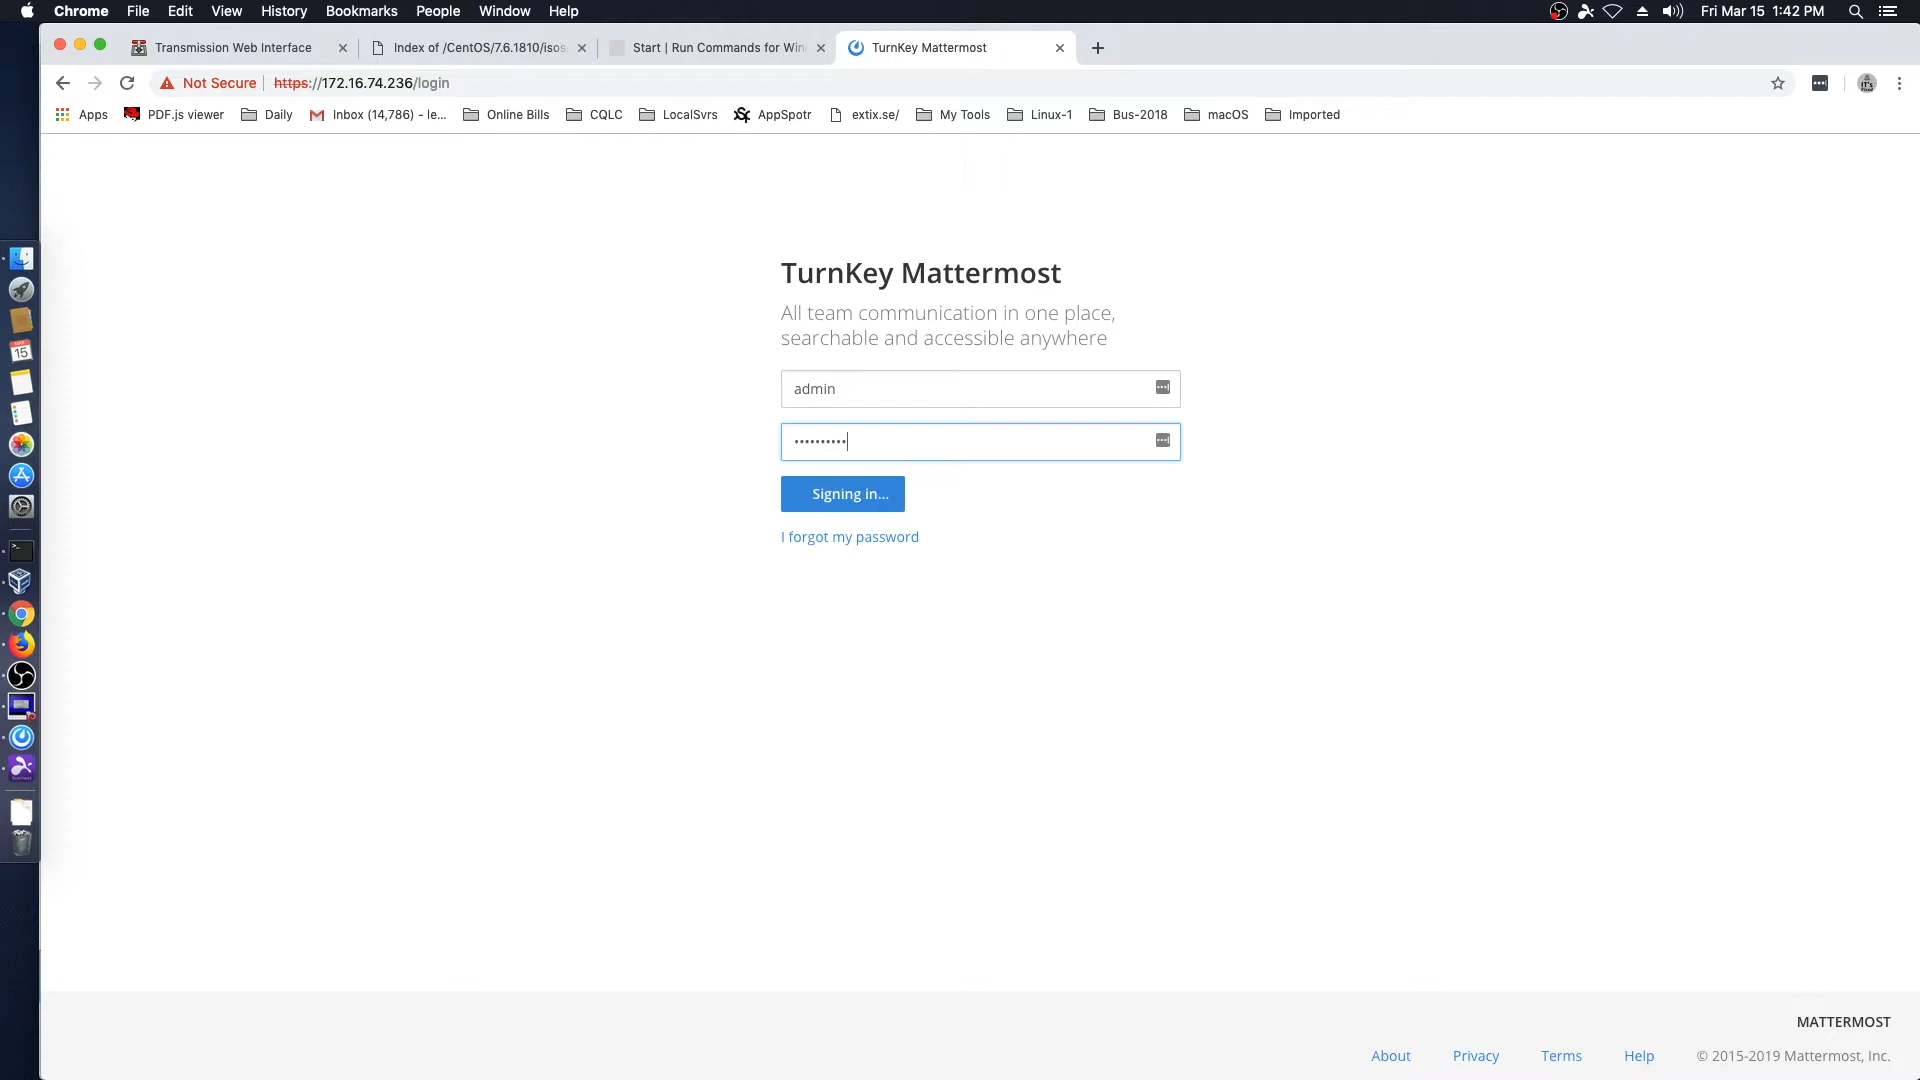 Chrome File Edit View History Bookmarks People Window Help Fri Mar 15 1:42 PM
Transmission Web Interface Index of /CentOS/7.6.1810/isos Start | Run Commands for Win TurnKey Mattermost
Not Secure https://172.16.74.236/login
Apps PDF.js viewer Daily Inbox (14,786) - le... Online Bills CQLC LocalSvrs AppSpotr extix.se/ My Tools Linux-1 Bus-2018 macOS Imported
15
TurnKey Mattermost
All team communication in one place,
searchable and accessible anywhere
admin
••••••••••
Signing in...
I forgot my password
MATTERMOST
About Privacy Terms Help © 2015-2019 Mattermost, Inc.